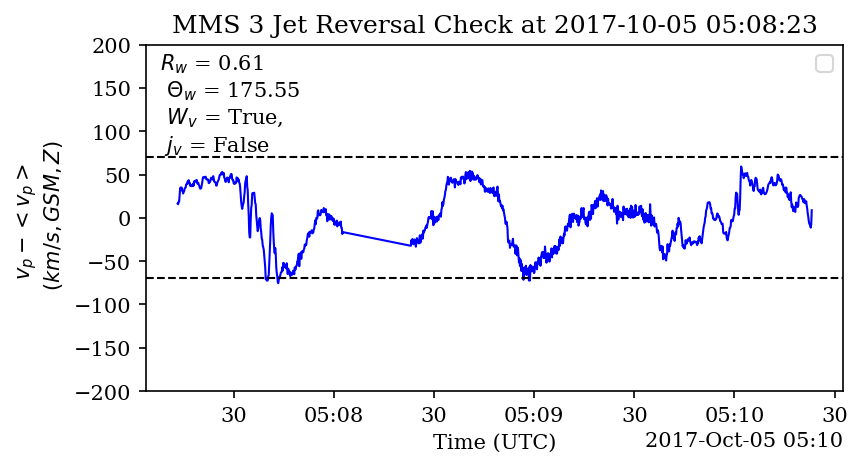 MMS 3 Jet Reversal Check at 2017-10-05 05:08:23
200
150
100
50
0
−50
−100
−150
−200
v_p − <v_p>
(km/s, GSM, Z)
R_w = 0.61
Θ_w = 175.55
W_v = True,
j_v = False
30
05:08
30
05:09
30
05:10
30
Time (UTC)
2017-Oct-05 05:10